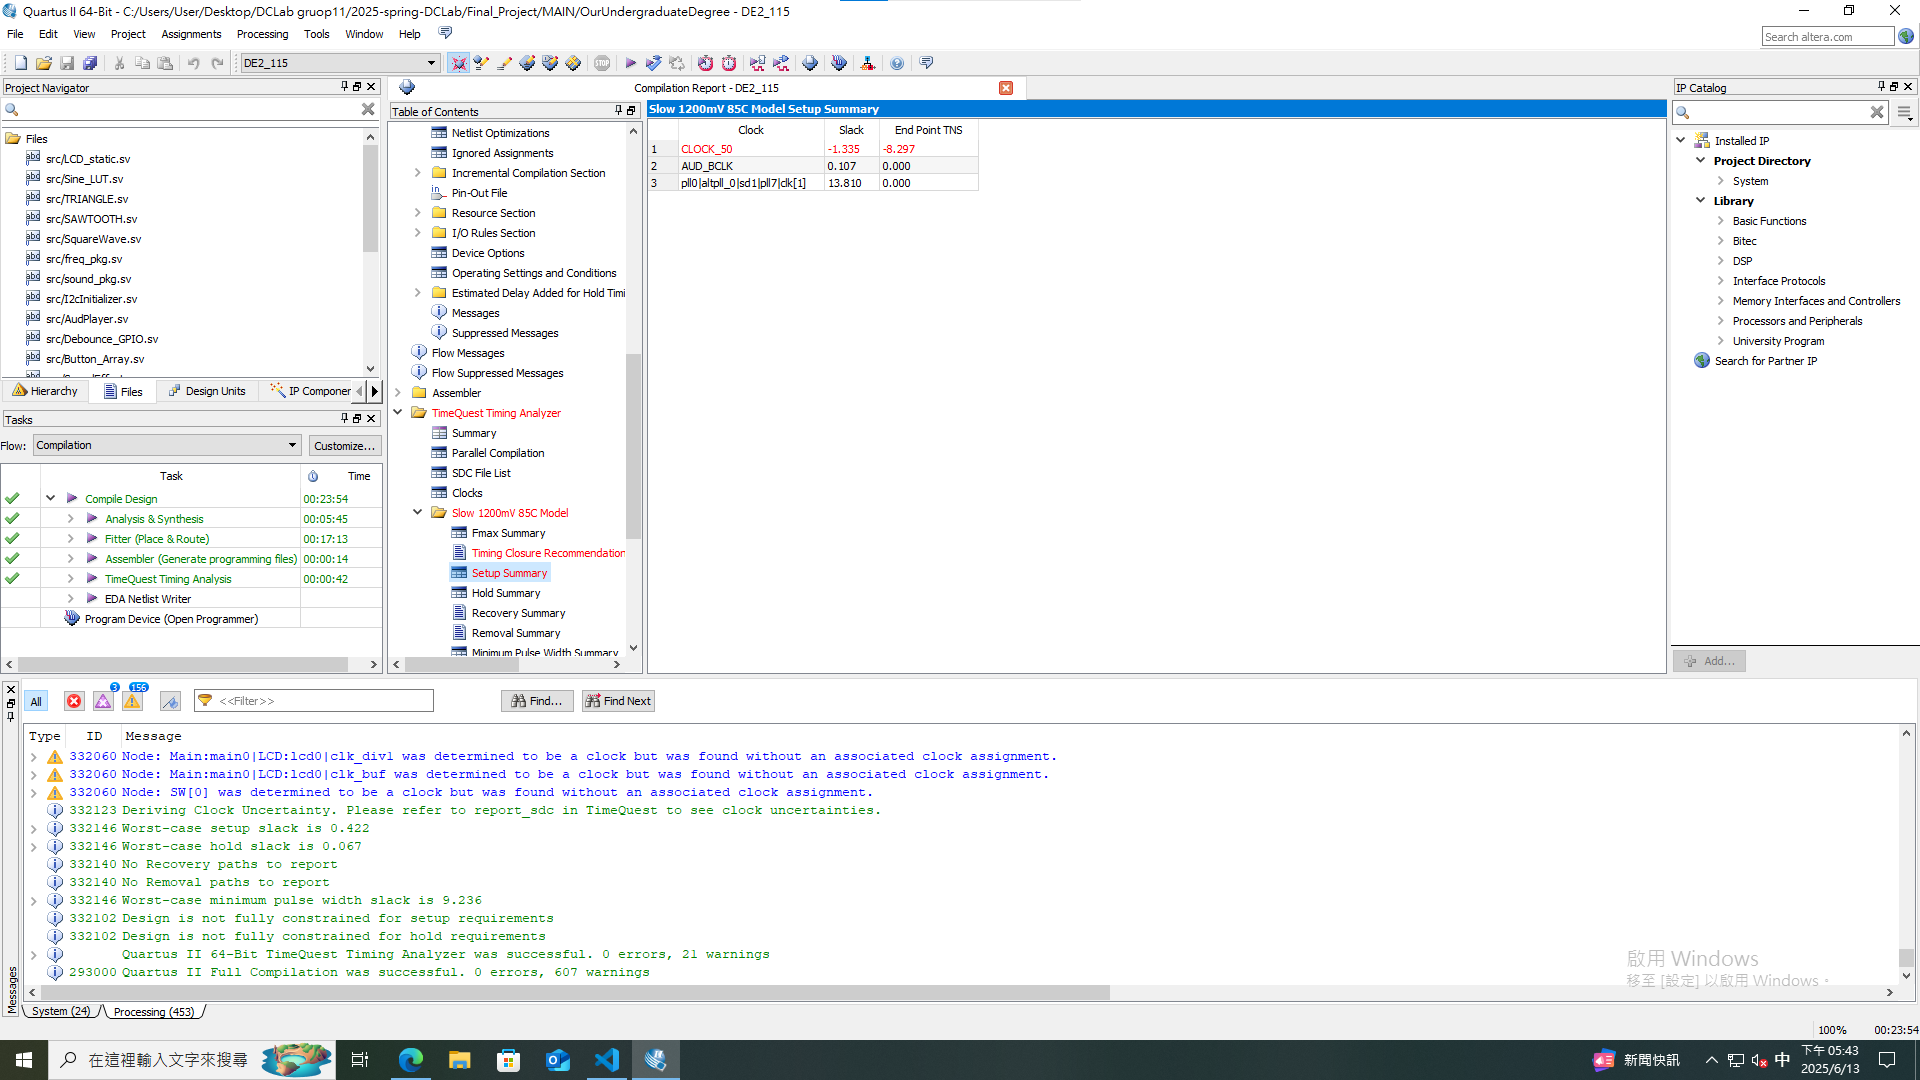 Quartus II 64-Bit - C:/Users/User/Desktop/DCLab gruop11/2025-spring-DCLab/Final_Project/MAIN/OurUndergraduateDegree - DE2_115
File Edit View Project Assignments Processing Tools Window Help
Search altera.com
DE2_115
Project Navigator
Files
src/LCD_static.sv
src/Sine_LUT.sv
src/TRIANGLE.sv
src/SAWTOOTH.sv
src/SquareWave.sv
src/freq_pkg.sv
src/sound_pkg.sv
src/I2cInitializer.sv
src/AudPlayer.sv
src/Debounce_GPIO.sv
src/Button_Array.sv
Hierarchy Files Design Units IP Componer
Tasks
Flow: Compilation Customize...
Task Time
Compile Design 00:23:54
Analysis & Synthesis 00:05:45
Fitter (Place & Route) 00:17:13
Assembler (Generate programming files) 00:00:14
TimeQuest Timing Analysis 00:00:42
EDA Netlist Writer
Program Device (Open Programmer)
Compilation Report - DE2_115
Table of Contents
Netlist Optimizations
Ignored Assignments
Incremental Compilation Section
Pin-Out File
Resource Section
I/O Rules Section
Device Options
Operating Settings and Conditions
Estimated Delay Added for Hold Timi
Messages
Suppressed Messages
Flow Messages
Flow Suppressed Messages
Assembler
TimeQuest Timing Analyzer
Summary
Parallel Compilation
SDC File List
Clocks
Slow 1200mV 85C Model
Fmax Summary
Timing Closure Recommendation
Setup Summary
Hold Summary
Recovery Summary
Removal Summary
Minimum Pulse Width Summary
Slow 1200mV 85C Model Setup Summary
Clock Slack End Point TNS
1 CLOCK_50 -1.335 -8.297
2 AUD_BCLK 0.107 0.000
3 pll0|altpll_0|sd1|pll7|clk[1] 13.810 0.000
IP Catalog
Installed IP
Project Directory
System
Library
Basic Functions
Bitec
DSP
Interface Protocols
Memory Interfaces and Controllers
Processors and Peripherals
University Program
Search for Partner IP
Add...
All 3 156 <<Filter>> Find... Find Next
Type ID Message
332060 Node: Main:main0|LCD:lcd0|clk_div1 was determined to be a clock but was found without an associated clock assignment.
332060 Node: Main:main0|LCD:lcd0|clk_buf was determined to be a clock but was found without an associated clock assignment.
332060 Node: SW[0] was determined to be a clock but was found without an associated clock assignment.
332123 Deriving Clock Uncertainty. Please refer to report_sdc in TimeQuest to see clock uncertainties.
332146 Worst-case setup slack is 0.422
332146 Worst-case hold slack is 0.067
332140 No Recovery paths to report
332140 No Removal paths to report
332146 Worst-case minimum pulse width slack is 9.236
332102 Design is not fully constrained for setup requirements
332102 Design is not fully constrained for hold requirements
Quartus II 64-Bit TimeQuest Timing Analyzer was successful. 0 errors, 21 warnings
293000 Quartus II Full Compilation was successful. 0 errors, 607 warnings
Messages
System (24) Processing (453)
啟用 Windows
移至 [設定] 以啟用 Windows。
100% 00:23:54
在這裡輸入文字來搜尋
新聞快訊
中
下午 05:43
2025/6/13